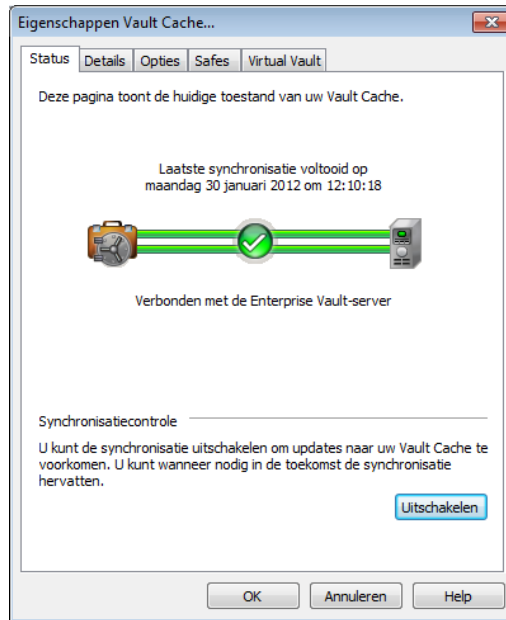 Eigenschappen Vault Cache...
Status Details Opties Safes Virtual Vault
Deze pagina toont de huidige toestand van uw Vault Cache.
Laatste synchronisatie voltooid op
maandag 30 januari 2012 om 12:10:18
Verbonden met de Enterprise Vault-server
Synchronisatiecontrole
U kunt de synchronisatie uitschakelen om updates naar uw Vault Cache te
voorkomen. U kunt wanneer nodig in de toekomst de synchronisatie
hervatten.
Uitschakelen
OK Annuleren Help